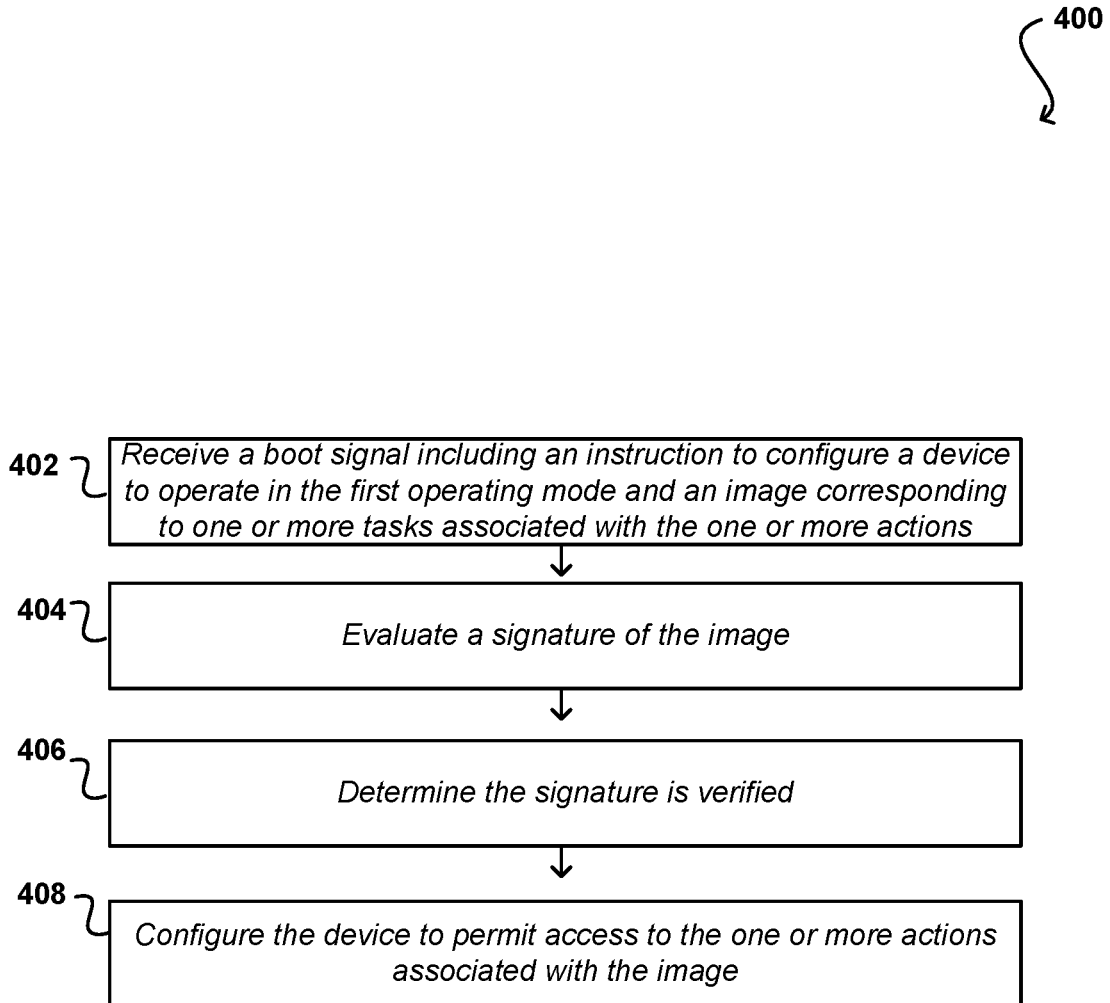 400
402
Receive a boot signal including an instruction to configure a device
to operate in the first operating mode and an image corresponding
to one or more tasks associated with the one or more actions
404
Evaluate a signature of the image
406
Determine the signature is verified
408
Configure the device to permit access to the one or more actions
associated with the image